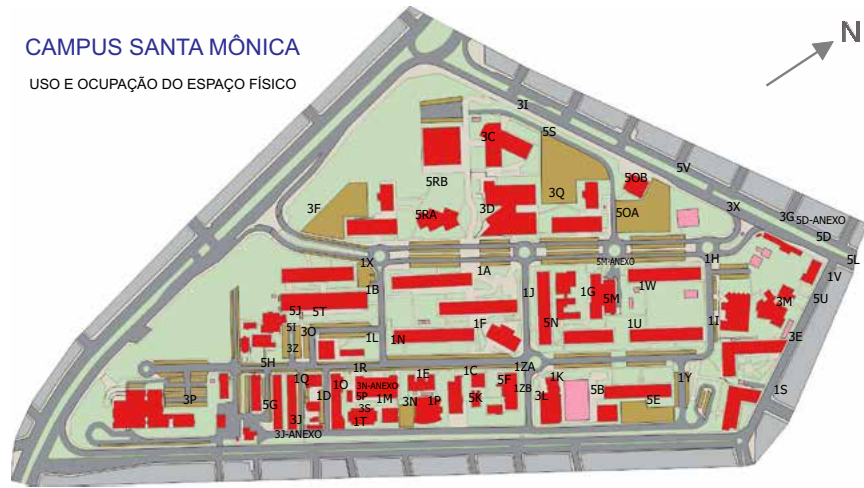 CAMPUS SANTA MÔNICA
N
USO E OCUPAÇÃO DO ESPAÇO FÍSICO
3I
5S
3C
5V
5OB
5RB
3Q
3X
3F
5RA
3D
5OA
3G
5D-ANEXO
5D
1X
1A
5M-ANEXO
1H
5L
1V
1B
1J
1G
5M
1W
3M
5U
5J
5T
5I
3O
1F
5N
1U
1I
3E
3Z
1L
1N
5H
1R
1ZA
1Q
1O
3N-ANEXO
1E
1C
5F
1K
1Y
1S
3P
5G
1D
5P
1M
3N
1P
5K
1ZB
3L
5B
5E
3J
3S
1T
3J-ANEXO